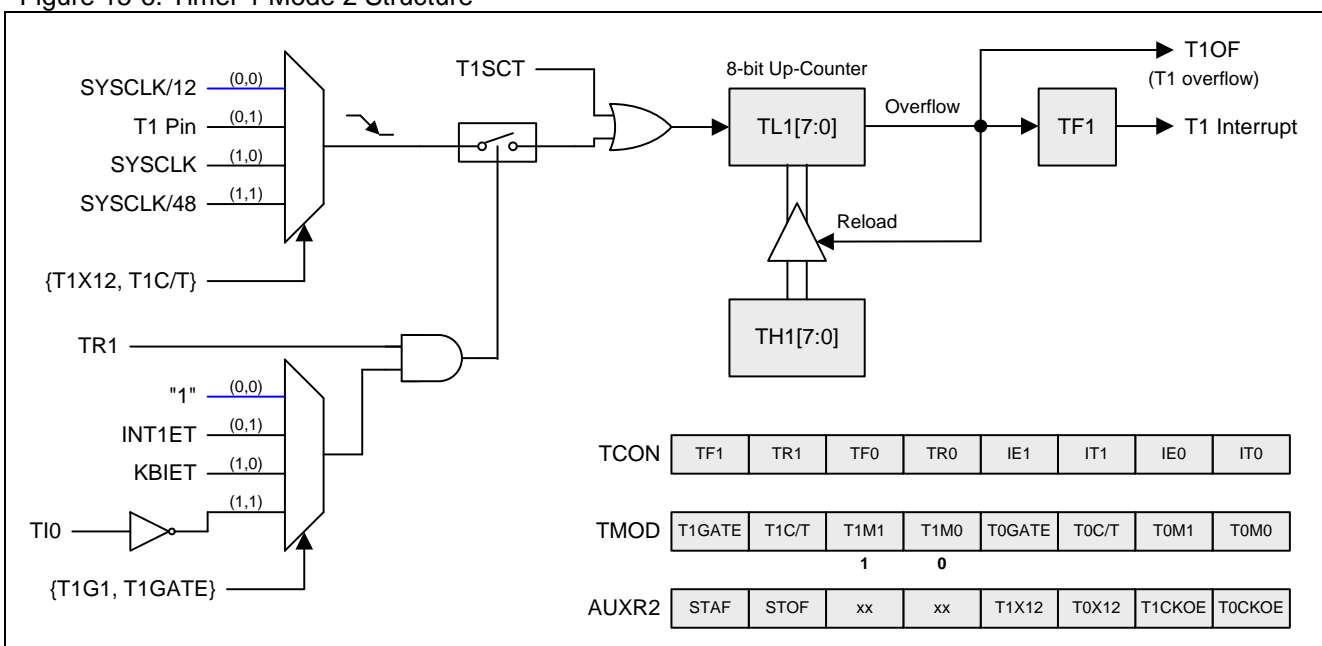 Figure 15-3. Timer 1 Mode 2 Structure
SYSCLK/12 (0,0)
T1 Pin (0,1)
SYSCLK (1,0)
SYSCLK/48 (1,1)
{T1X12, T1C/T}
T1SCT
8-bit Up-Counter
TL1[7:0]
Overflow
T1OF
(T1 overflow)
TF1
T1 Interrupt
Reload
TH1[7:0]
TR1
"1" (0,0)
INT1ET (0,1)
KBIET (1,0)
(1,1)
TI0
{T1G1, T1GATE}
TCON TF1 TR1 TF0 TR0 IE1 IT1 IE0 IT0
TMOD T1GATE T1C/T T1M1 T1M0 T0GATE T0C/T T0M1 T0M0
1 0
AUXR2 STAF STOF xx xx T1X12 T0X12 T1CKOE T0CKOE